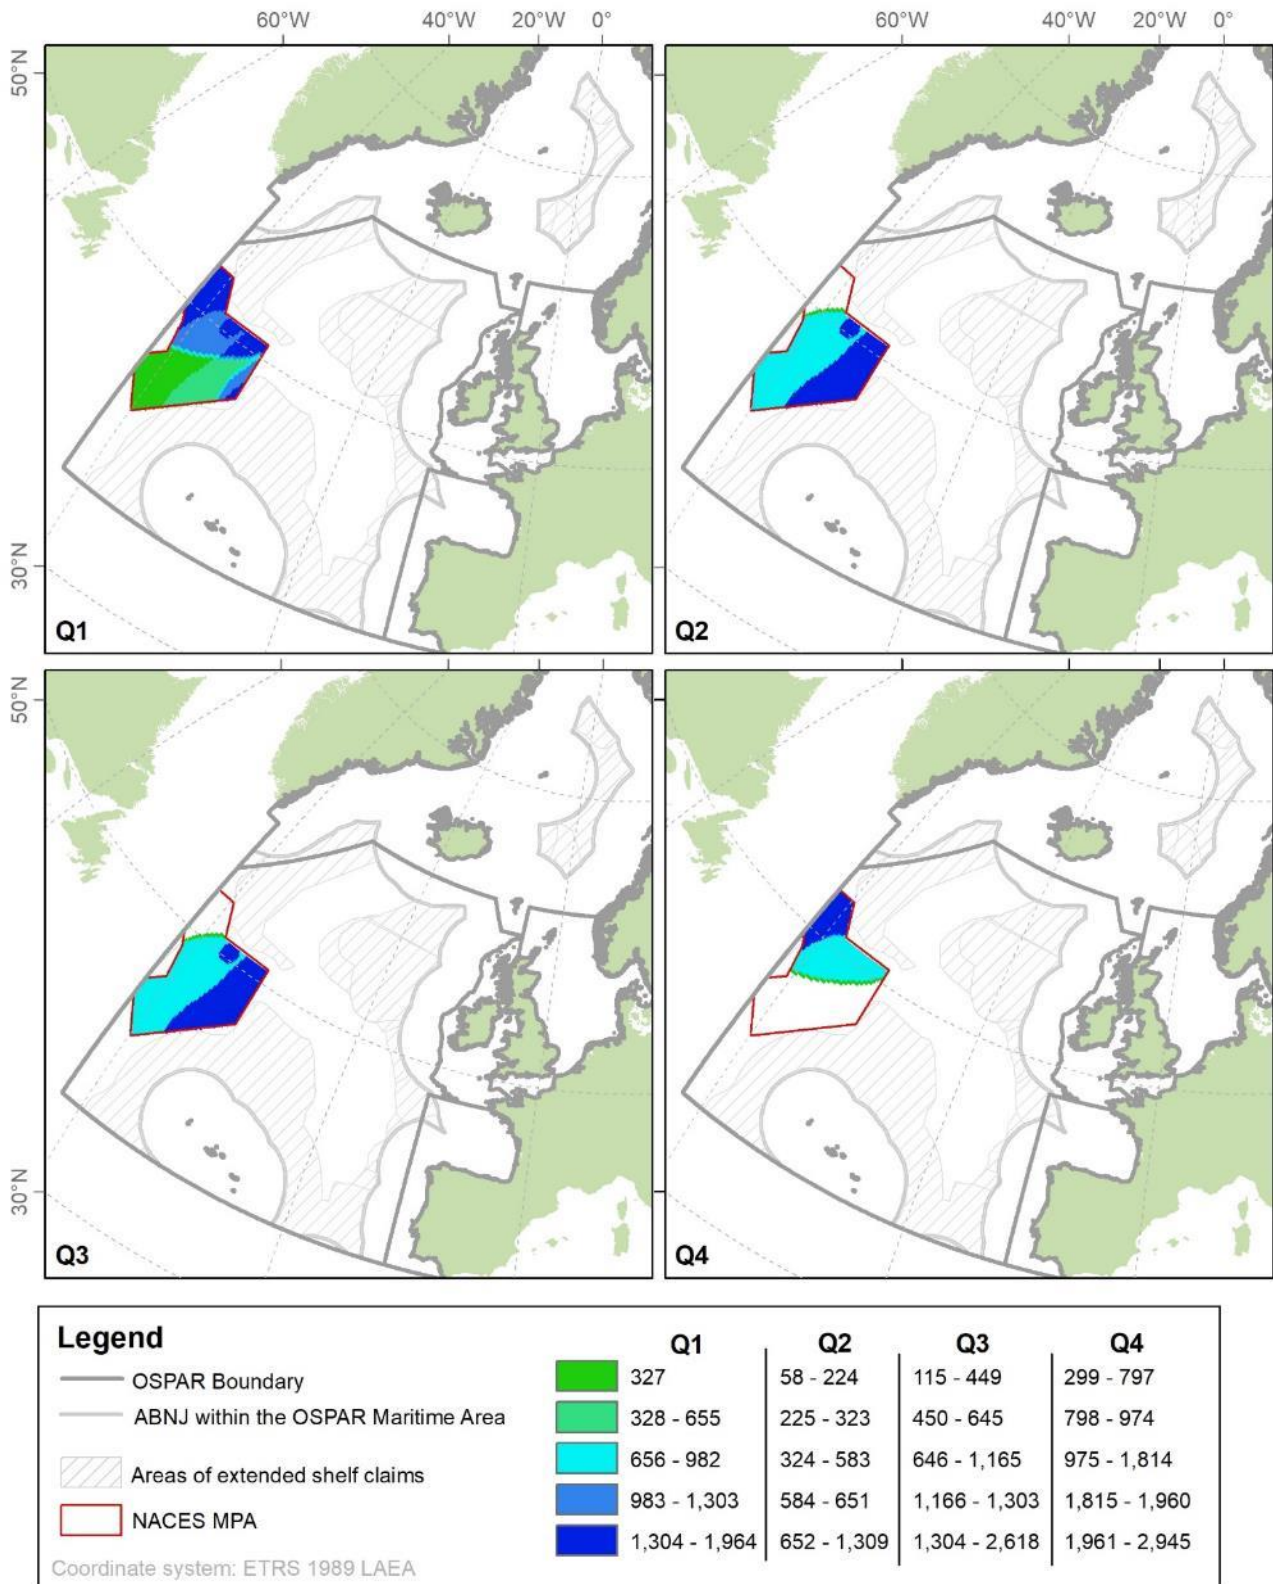 60°W 40°W 20°W 0° 60°W 40°W 20°W 0°
50°N
30°N
Q1 Q2
50°N
30°N
Q3 Q4
Legend
OSPAR Boundary
ABNJ within the OSPAR Maritime Area
Areas of extended shelf claims
NACES MPA
Coordinate system: ETRS 1989 LAEA
Q1 Q2 Q3 Q4
327 58 - 224 115 - 449 299 - 797
328 - 655 225 - 323 450 - 645 798 - 974
656 - 982 324 - 583 646 - 1,165 975 - 1,814
983 - 1,303 584 - 651 1,166 - 1,303 1,815 - 1,960
1,304 - 1,964 652 - 1,309 1,304 - 2,618 1,961 - 2,945